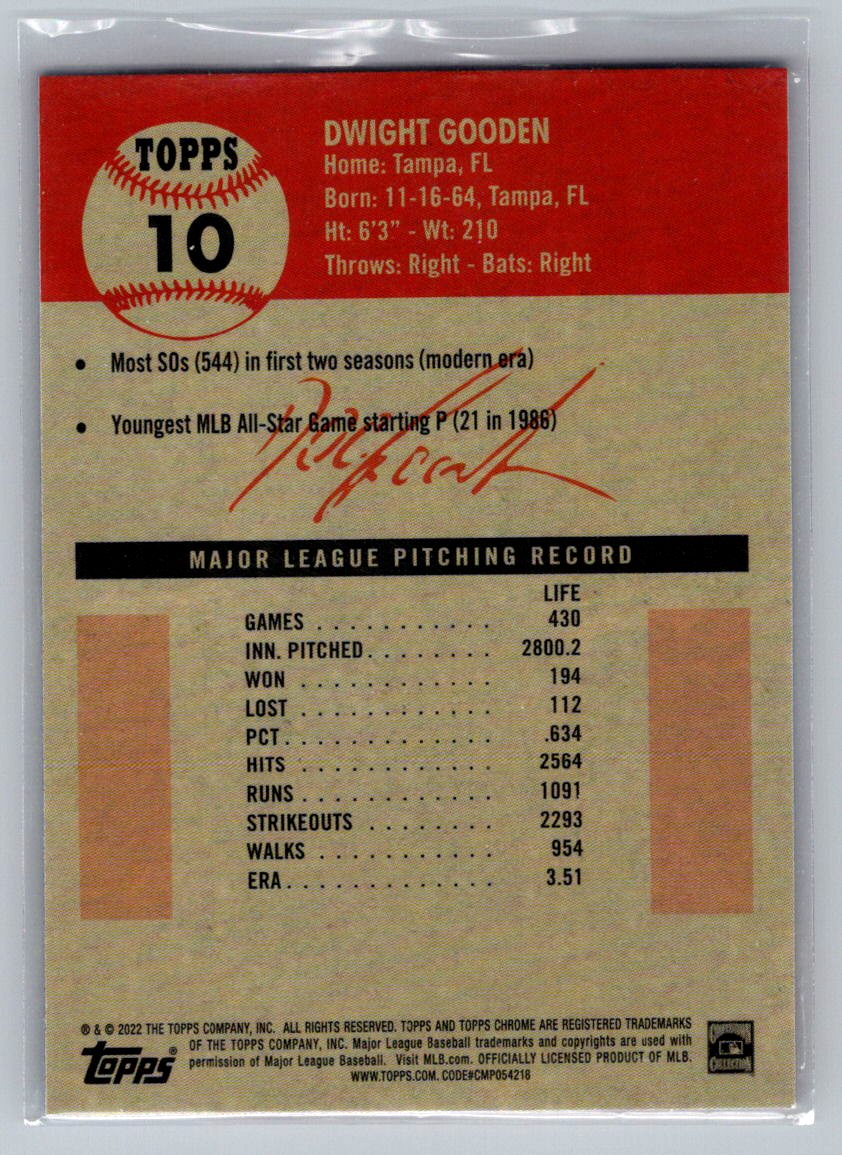 TOPPS
10
DWIGHT GOODEN
Home: Tampa, FL
Born: 11-16-64, Tampa, FL
Ht: 6'3" - Wt: 210
Throws: Right - Bats: Right
• Most SOs (544) in first two seasons (modern era)
• Youngest MLB All-Star Game starting P (21 in 1986)
MAJOR LEAGUE PITCHING RECORD
LIFE
GAMES . . . . . . . . . . . 430
INN. PITCHED. . . . . . . . 2800.2
WON . . . . . . . . . . . . 194
LOST . . . . . . . . . . . . 112
PCT. . . . . . . . . . . . . .634
HITS . . . . . . . . . . . . 2564
RUNS . . . . . . . . . . . . 1091
STRIKEOUTS . . . . . . . . 2293
WALKS . . . . . . . . . . . 954
ERA. . . . . . . . . . . . . 3.51
® & © 2022 THE TOPPS COMPANY, INC. ALL RIGHTS RESERVED. TOPPS AND TOPPS CHROME ARE REGISTERED TRADEMARKS
OF THE TOPPS COMPANY, INC. Major League Baseball trademarks and copyrights are used with
permission of Major League Baseball. Visit MLB.com. OFFICIALLY LICENSED PRODUCT OF MLB.
WWW.TOPPS.COM. CODE#CMP054218
TOPPS®